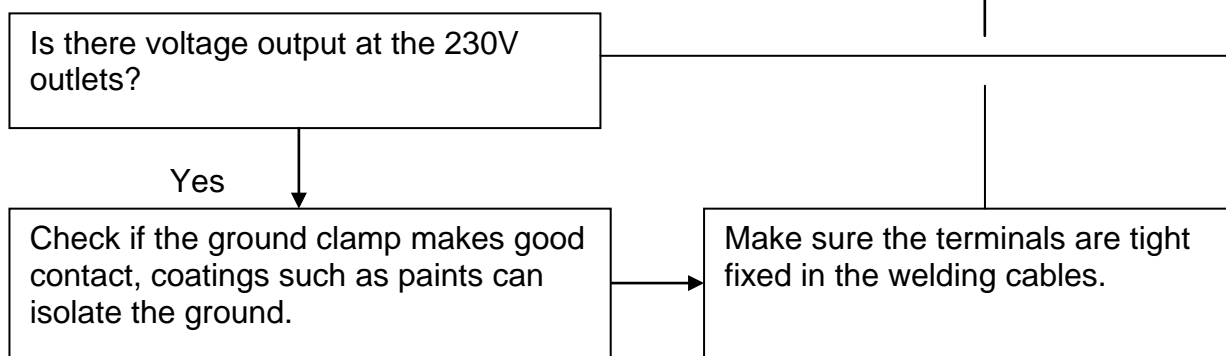 Is there voltage output at the 230V
outlets?
Yes
Check if the ground clamp makes good
contact, coatings such as paints can
isolate the ground.
Make sure the terminals are tight
fixed in the welding cables.